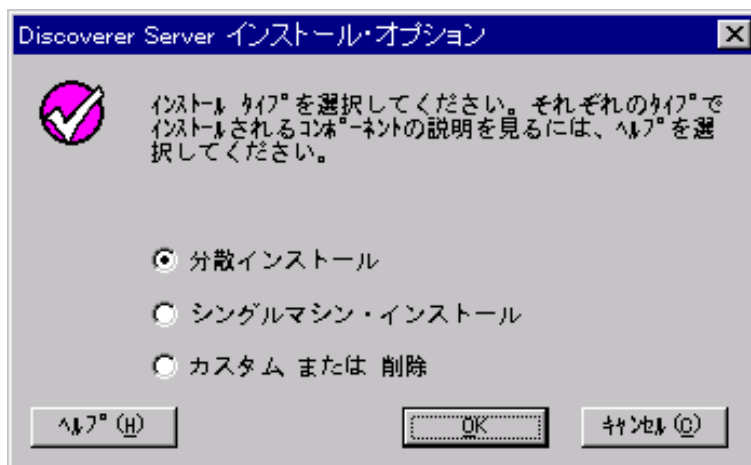 Discoverer Server インストール・オプション
ｲﾝｽﾄｰﾙ ﾀｲﾌﾟを選択してください。それぞれのﾀｲﾌﾟで
ｲﾝｽﾄｰﾙされるｺﾝﾎﾟｰﾈﾝﾄの説明を見るには、ﾍﾙﾌﾟを選
択してください。
分散インストール
シングルマシン・インストール
カスタム または 削除
ﾍﾙﾌﾟ(H)
OK
ｷｬﾝｾﾙ(C)